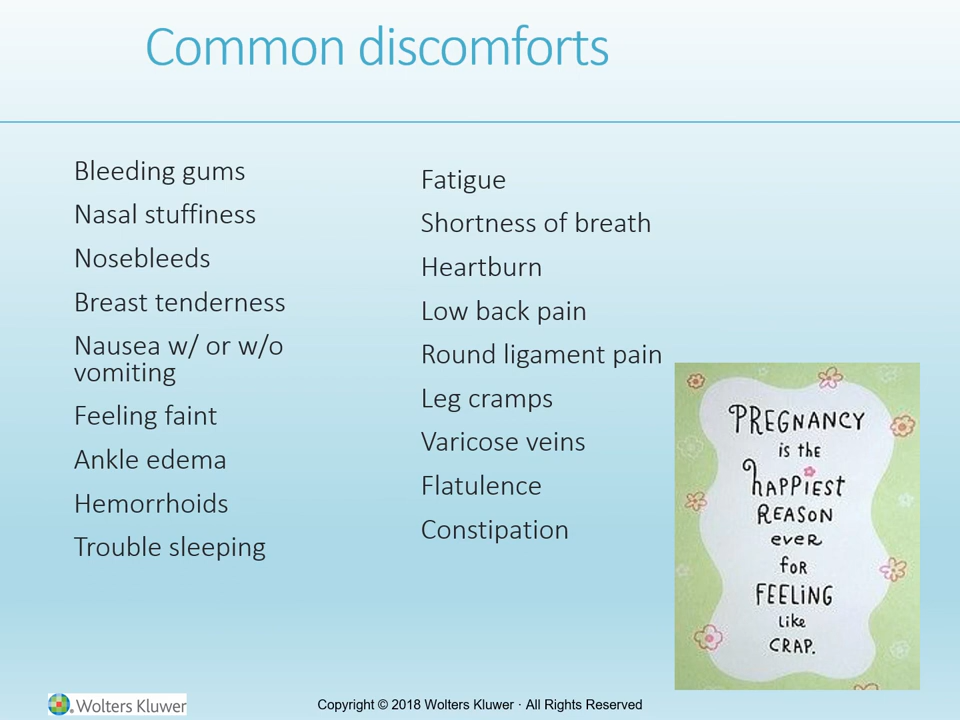 Common discomforts
Bleeding gums
Nasal stuffiness
Nosebleeds
Breast tenderness
Nausea w/ or w/o
vomiting
Feeling faint
Ankle edema
Hemorrhoids
Trouble sleeping
Fatigue
Shortness of breath
Heartburn
Low back pain
Round ligament pain
Leg cramps
Varicose veins
Flatulence
Constipation
PREGNANCY
is the
HAPPIEST
REASON
ever
FOR
FEELING
like
CRAP.
Wolters Kluwer
Copyright © 2018 Wolters Kluwer · All Rights Reserved